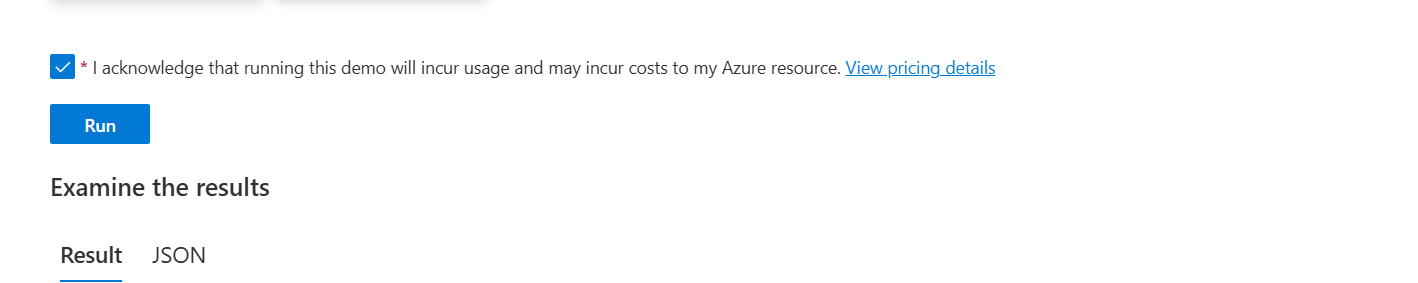 * I acknowledge that running this demo will incur usage and may incur costs to my Azure resource. View pricing details
Run
Examine the results
Result JSON